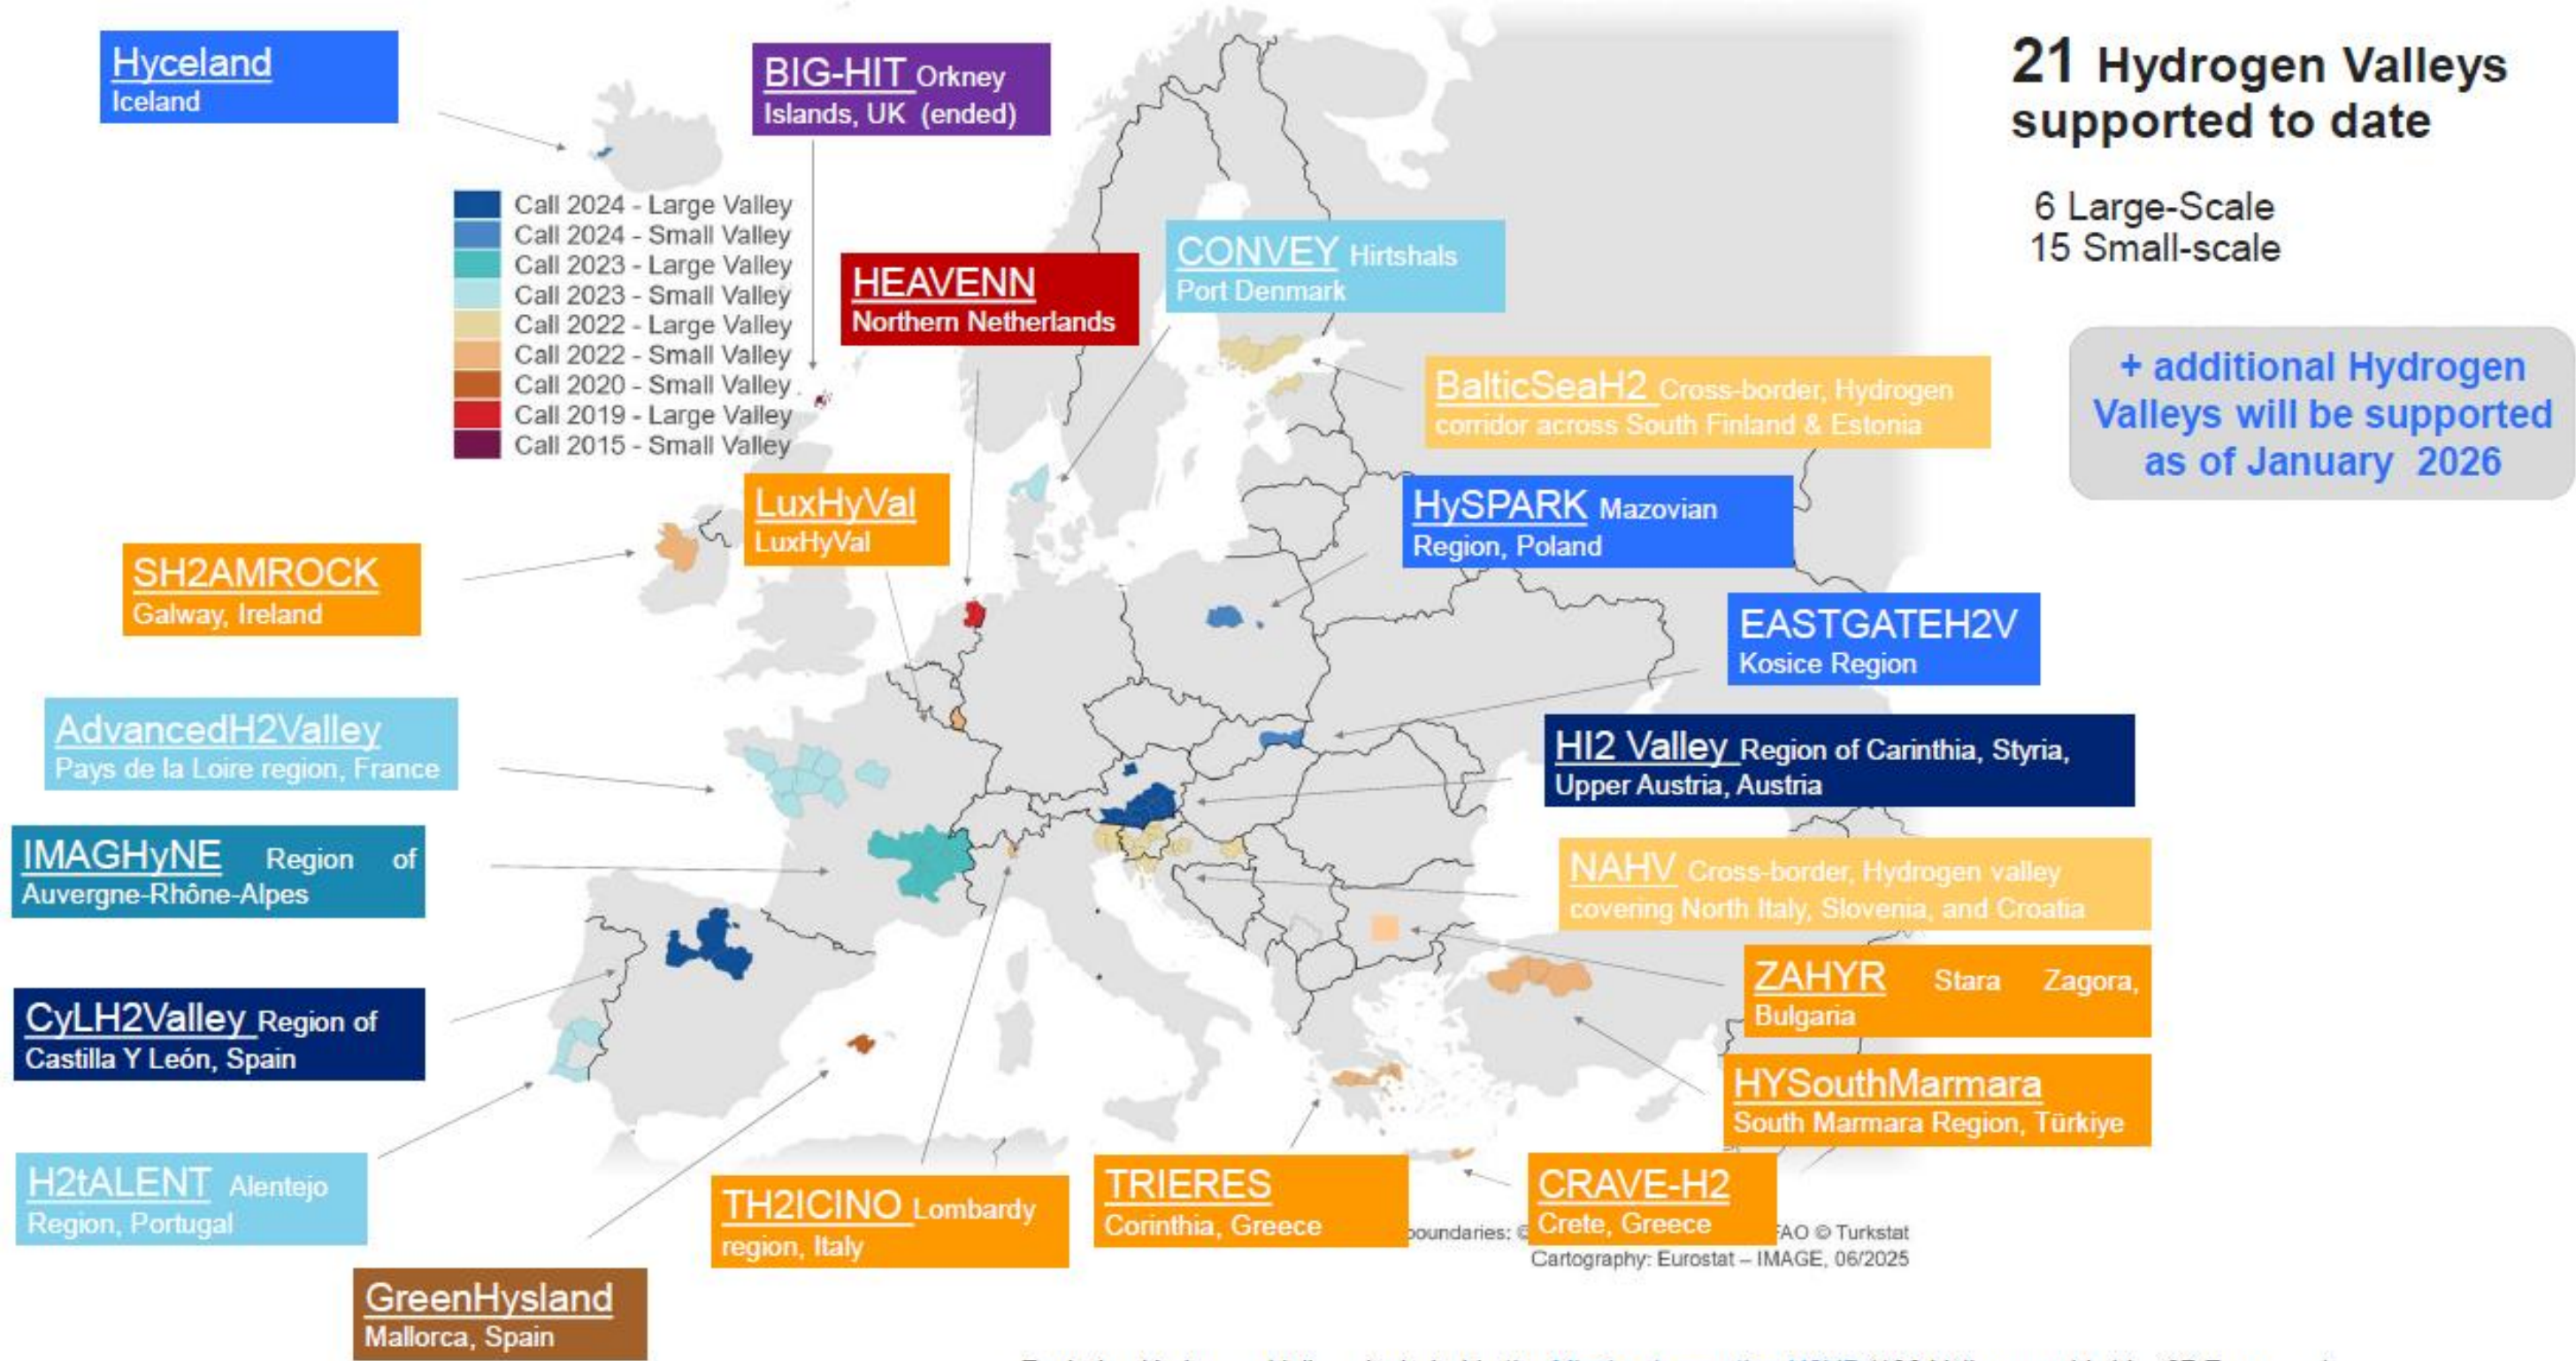 21 Hydrogen Valleys
supported to date
6 Large-Scale
15 Small-scale
+ additional Hydrogen
Valleys will be supported
as of January 2026
Hyceland
Iceland
BIG-HIT Orkney
Islands, UK (ended)
Call 2024 - Large Valley
Call 2024 - Small Valley
Call 2023 - Large Valley
Call 2023 - Small Valley
Call 2022 - Large Valley
Call 2022 - Small Valley
Call 2020 - Small Valley
Call 2019 - Large Valley
Call 2015 - Small Valley
HEAVENN
Northern Netherlands
CONVEY Hirtshals
Port Denmark
BalticSeaH2 Cross-border, Hydrogen
corridor across South Finland & Estonia
LuxHyVal
LuxHyVal
HySPARK Mazovian
Region, Poland
SH2AMROCK
Galway, Ireland
EASTGATEH2V
Kosice Region
AdvancedH2Valley
Pays de la Loire region, France
HI2 Valley Region of Carinthia, Styria,
Upper Austria, Austria
IMAGHyNE Region of
Auvergne-Rhône-Alpes
NAHV Cross-border, Hydrogen valley
covering North Italy, Slovenia, and Croatia
ZAHYR Stara Zagora,
Bulgaria
CyLH2Valley Region of
Castilla Y León, Spain
HYSouthMarmara
South Marmara Region, Türkiye
H2tALENT Alentejo
Region, Portugal
TH2ICINO Lombardy
region, Italy
TRIERES
Corinthia, Greece
CRAVE-H2
Crete, Greece
boundaries: © FAO © Turkstat
Cartography: Eurostat – IMAGE, 06/2025
GreenHysland
Mallorca, Spain